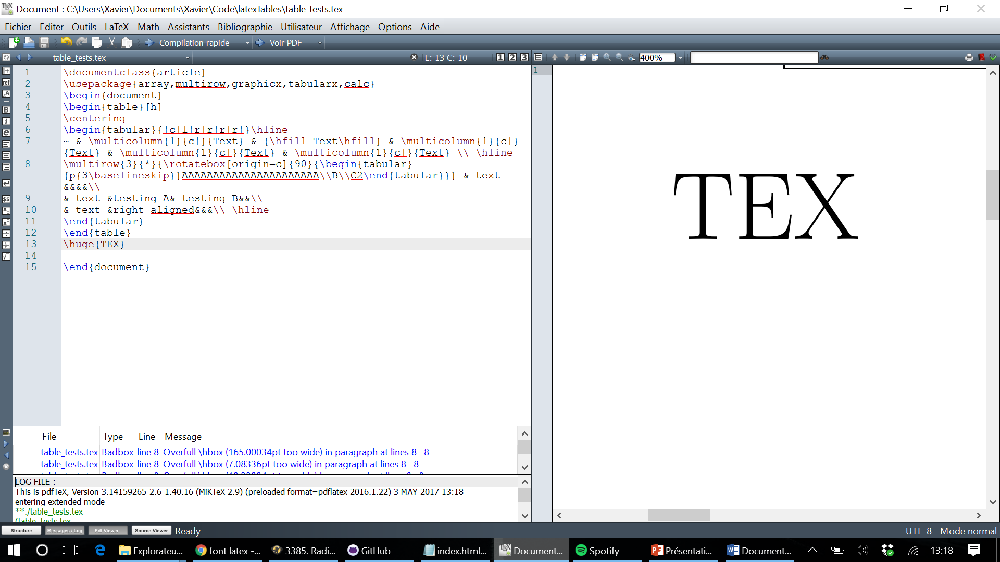 Document : C:\Users\Xavier\Documents\Xavier\Code\latexTables\table_tests.tex
Fichier Editer Outils LaTeX Math Assistants Bibliographie Utilisateur Affichage Options Aide
Compilation rapide Voir PDF
table_tests.tex L: 13 C: 10 1 2 3 400%
1 \documentclass{article}
2 \usepackage{array,multirow,graphicx,tabularx,calc}
3 \begin{document}
4 \begin{table}[h]
5 \centering
6 \begin{tabular}{|c|l|r|r|r|r|}\hline
7 ~ & \multicolumn{1}{c|}{Text} & {\hfill Text\hfill} & \multicolumn{1}{c|}
{Text} & \multicolumn{1}{c|}{Text} & \multicolumn{1}{c|}{Text} \\ \hline
8 \multirow{3}{*}{\rotatebox[origin=c]{90}{\begin{tabular}
{p{3\baselineskip}}AAAAAAAAAAAAAAAAAAAAAA\\B\\C2\end{tabular}}} & text
&&&&\\
9 & text &testing A& testing B&&\\
10 & text &right aligned&&&\\ \hline
11 \end{tabular}
12 \end{table}
13 \huge{TEX}
14
15 \end{document}
1
TEX
File Type Line Message
table_tests.tex Badbox line 8 Overfull \hbox (165.00034pt too wide) in paragraph at lines 8--8
table_tests.tex Badbox line 8 Overfull \hbox (7.08336pt too wide) in paragraph at lines 8--8
LOG FILE :
This is pdfTeX, Version 3.14159265-2.6-1.40.16 (MiKTeX 2.9) (preloaded format=pdflatex 2016.1.22) 3 MAY 2017 13:18
entering extended mode
**./table_tests.tex
(table_tests.tex
Structure Messages / Log Pdf Viewer Source Viewer Ready UTF-8 Mode normal
Explorateu... font latex -... 3385. Radi... GitHub index.html... Document... Spotify Présentati... Document... 13:18